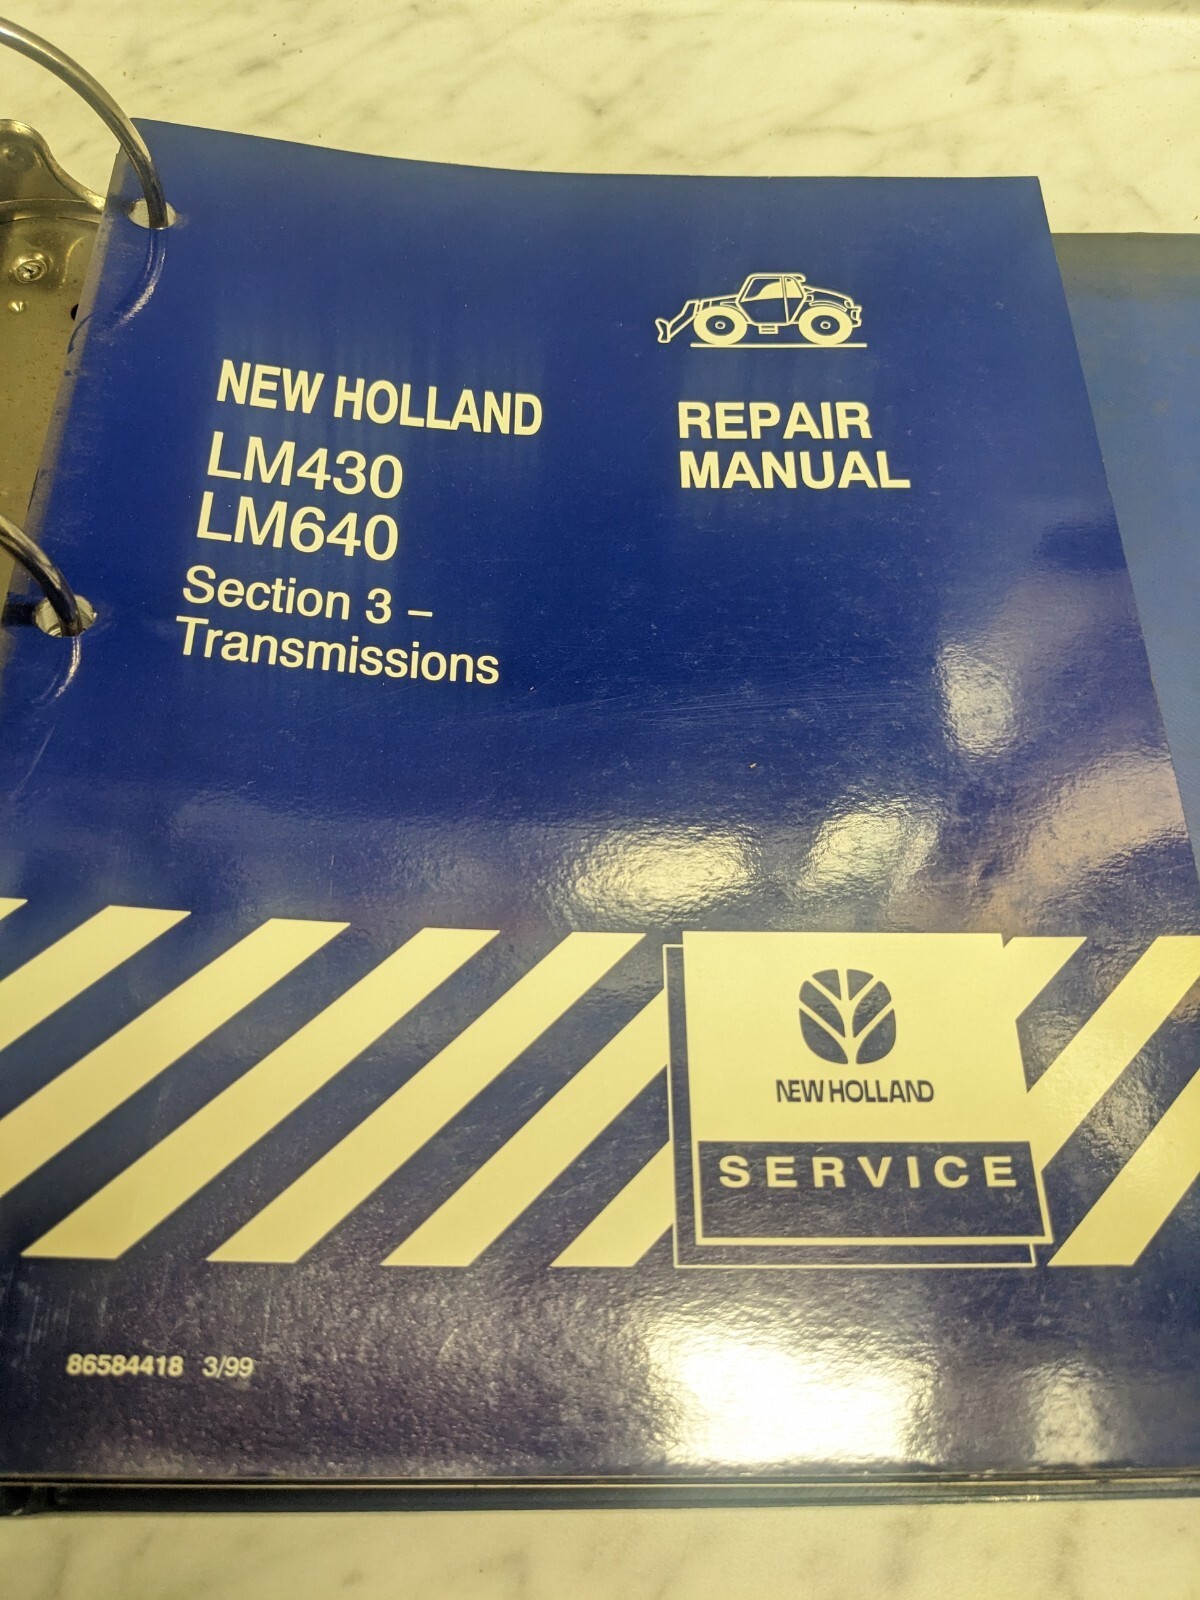 NEW HOLLAND
LM430
LM640
Section 3 –
Transmissions
REPAIR
MANUAL
NEW HOLLAND
SERVICE
86584418 3/99